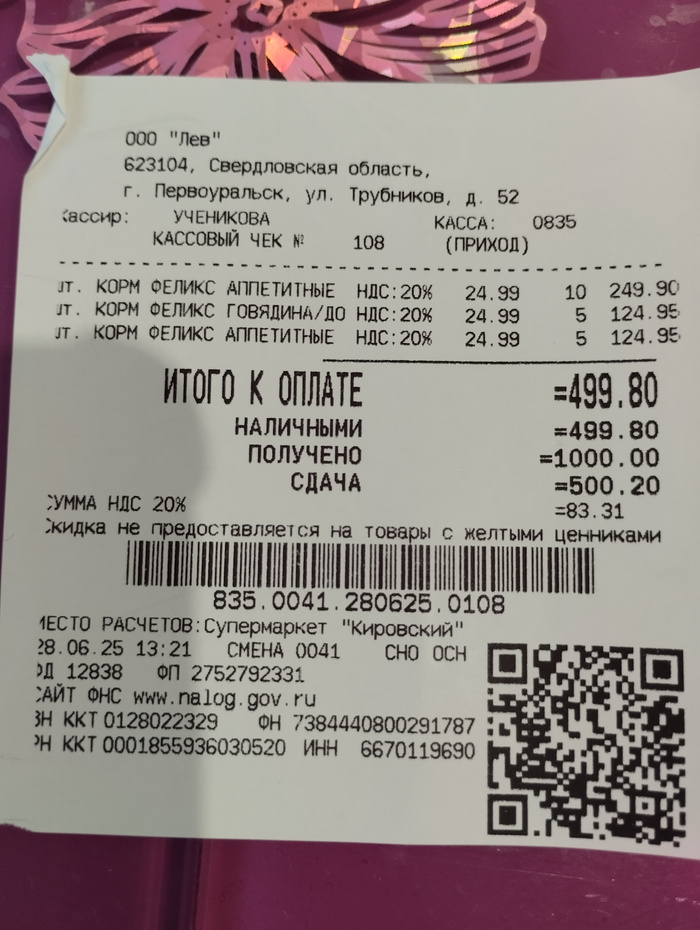 ООО "Лев"
623104, Свердловская область,
г. Первоуральск, ул. Трубников, д. 52
Кассир: УЧЕНИКОВА КАССА: 0835
КАССОВЫЙ ЧЕК № 108 (ПРИХОД)
шт. КОРМ ФЕЛИКС АППЕТИТНЫЕ НДС:20% 24.99 10 249.90
шт. КОРМ ФЕЛИКС ГОВЯДИНА/ДО НДС:20% 24.99 5 124.95
шт. КОРМ ФЕЛИКС АППЕТИТНЫЕ НДС:20% 24.99 5 124.95
ИТОГО К ОПЛАТЕ =499.80
НАЛИЧНЫМИ =499.80
ПОЛУЧЕНО =1000.00
СДАЧА =500.20
СУММА НДС 20% =83.31
Скидка не предоставляется на товары с желтыми ценниками
835.0041.280625.0108
МЕСТО РАСЧЕТОВ:Супермаркет "Кировский"
28.06.25 13:21 СМЕНА 0041 СНО ОСН
ФД 12838 ФП 2752792331
САЙТ ФНС www.nalog.gov.ru
ЗН ККТ 0128022329 ФН 7384440800291787
РН ККТ 0001855936030520 ИНН 6670119690